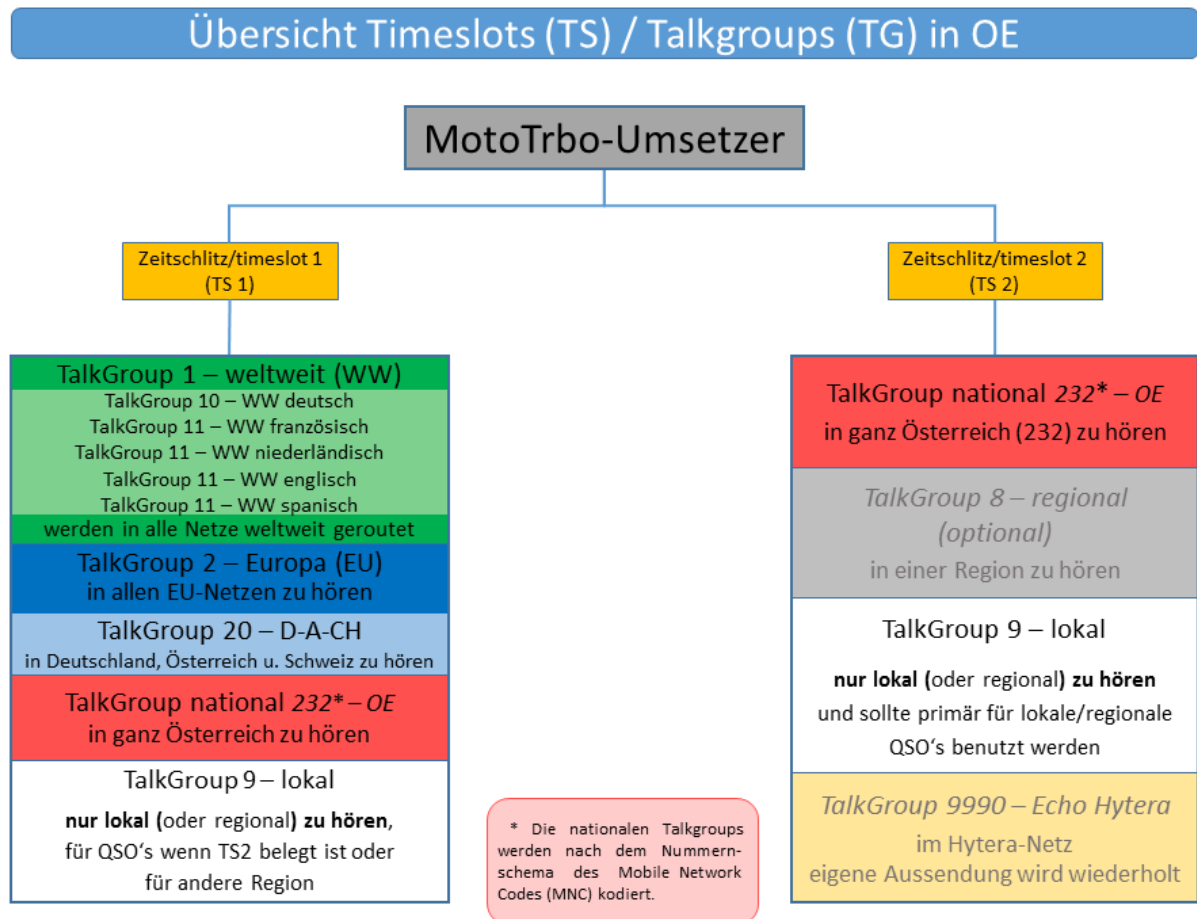 Übersicht Timeslots (TS) / Talkgroups (TG) in OE
MotoTrbo-Umsetzer
Zeitschlitz/timeslot 1
(TS 1)
Zeitschlitz/timeslot 2
(TS 2)
TalkGroup 1 – weltweit (WW)
TalkGroup 10 – WW deutsch
TalkGroup 11 – WW französisch
TalkGroup 11 – WW niederländisch
TalkGroup 11 – WW englisch
TalkGroup 11 – WW spanisch
werden in alle Netze weltweit geroutet
TalkGroup 2 – Europa (EU)
in allen EU-Netzen zu hören
TalkGroup 20 – D-A-CH
in Deutschland, Österreich u. Schweiz zu hören
TalkGroup national 232* – OE
in ganz Österreich zu hören
TalkGroup 9 – lokal
nur lokal (oder regional) zu hören,
für QSO‘s wenn TS2 belegt ist oder
für andere Region
* Die nationalen Talkgroups
werden nach dem Nummern-
schema des Mobile Network
Codes (MNC) kodiert.
TalkGroup national 232* – OE
in ganz Österreich (232) zu hören
TalkGroup 8 – regional
(optional)
in einer Region zu hören
TalkGroup 9 – lokal
nur lokal (oder regional) zu hören
und sollte primär für lokale/regionale
QSO‘s benutzt werden
TalkGroup 9990 – Echo Hytera
im Hytera-Netz
eigene Aussendung wird wiederholt